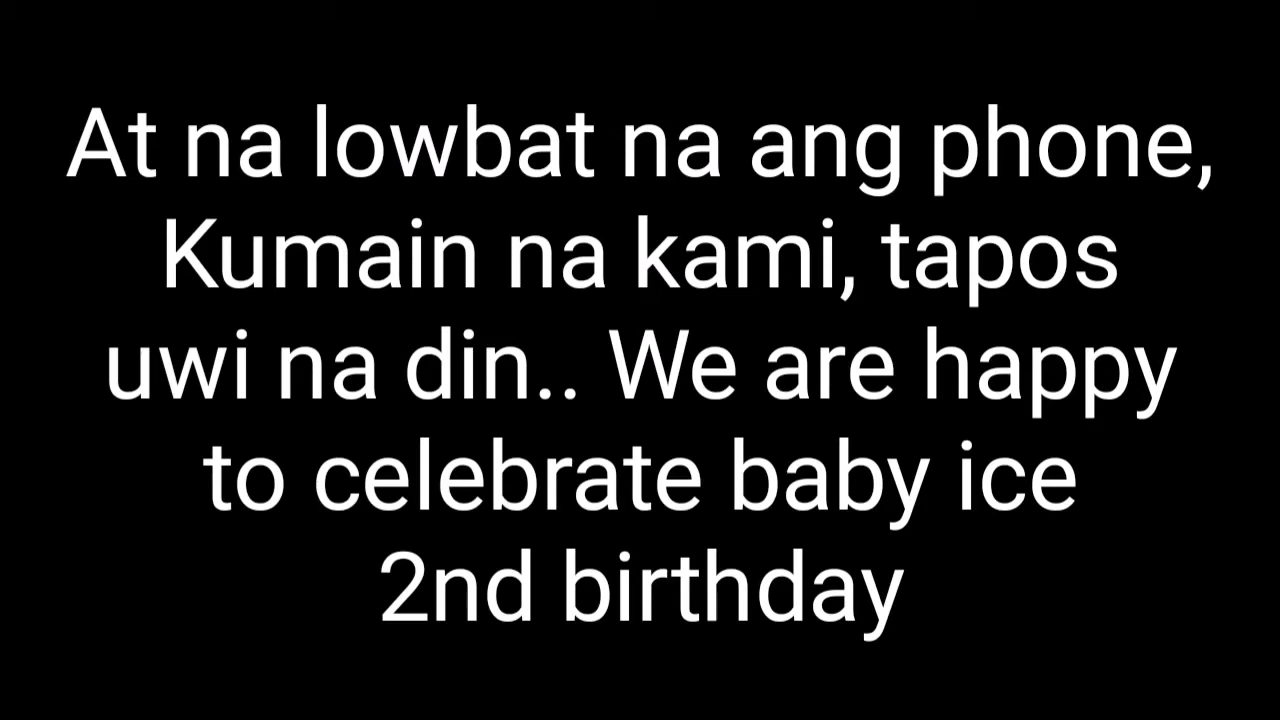 At na lowbat na ang phone,
Kumain na kami, tapos
uwi na din.. We are happy
to celebrate baby ice
2nd birthday